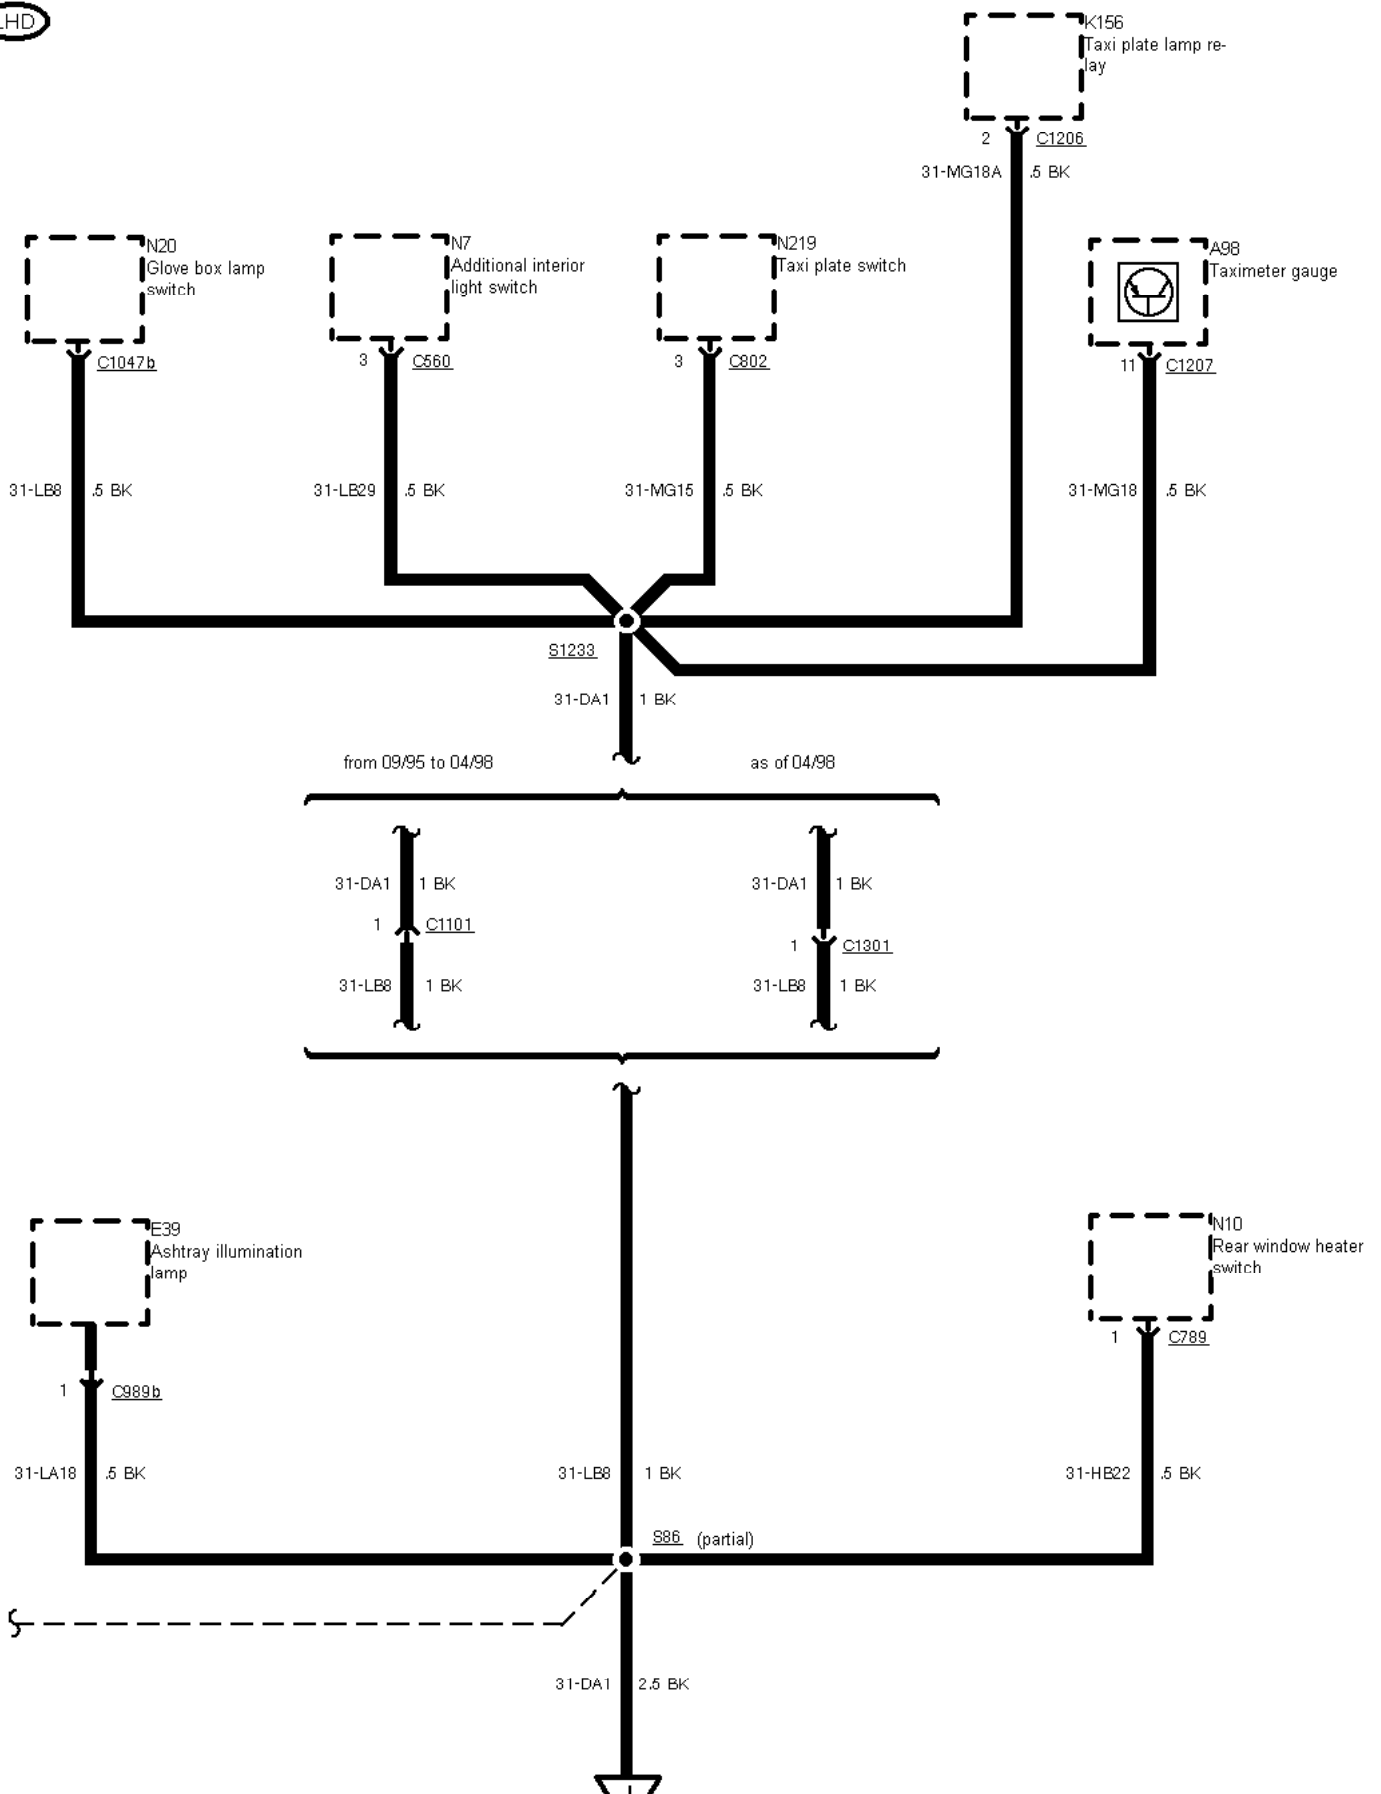 LHD
K156
Taxi plate lamp re-
lay
2 C1206
31-MG18A .5 BK
N20
Glove box lamp
switch
C1047b
N7
Additional interior
light switch
3 C560
N219
Taxi plate switch
3 C802
A98
Taximeter gauge
11 C1207
31-LB8 .5 BK
31-LB29 .5 BK
31-MG15 .5 BK
31-MG18 .5 BK
S1233
31-DA1 1 BK
from 09/95 to 04/98
as of 04/98
31-DA1 1 BK
1 C1101
31-LB8 1 BK
31-DA1 1 BK
1 C1301
31-LB8 1 BK
E39
Ashtray illumination
lamp
1 C989b
N10
Rear window heater
switch
1 C789
31-LA18 .5 BK
31-LB8 1 BK
31-HB22 .5 BK
S86 (partial)
31-DA1 2.5 BK